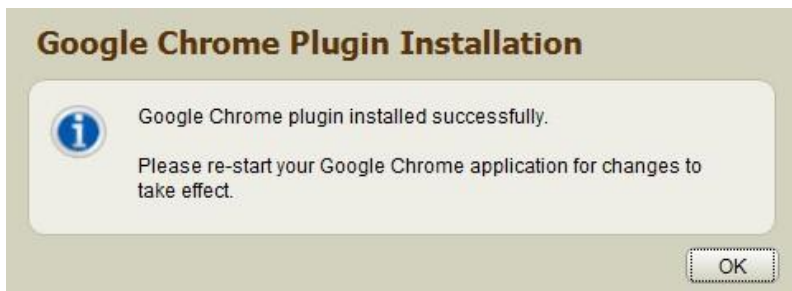 Google Chrome Plugin Installation
Google Chrome plugin installed successfully.
Please re-start your Google Chrome application for changes to
take effect.
OK